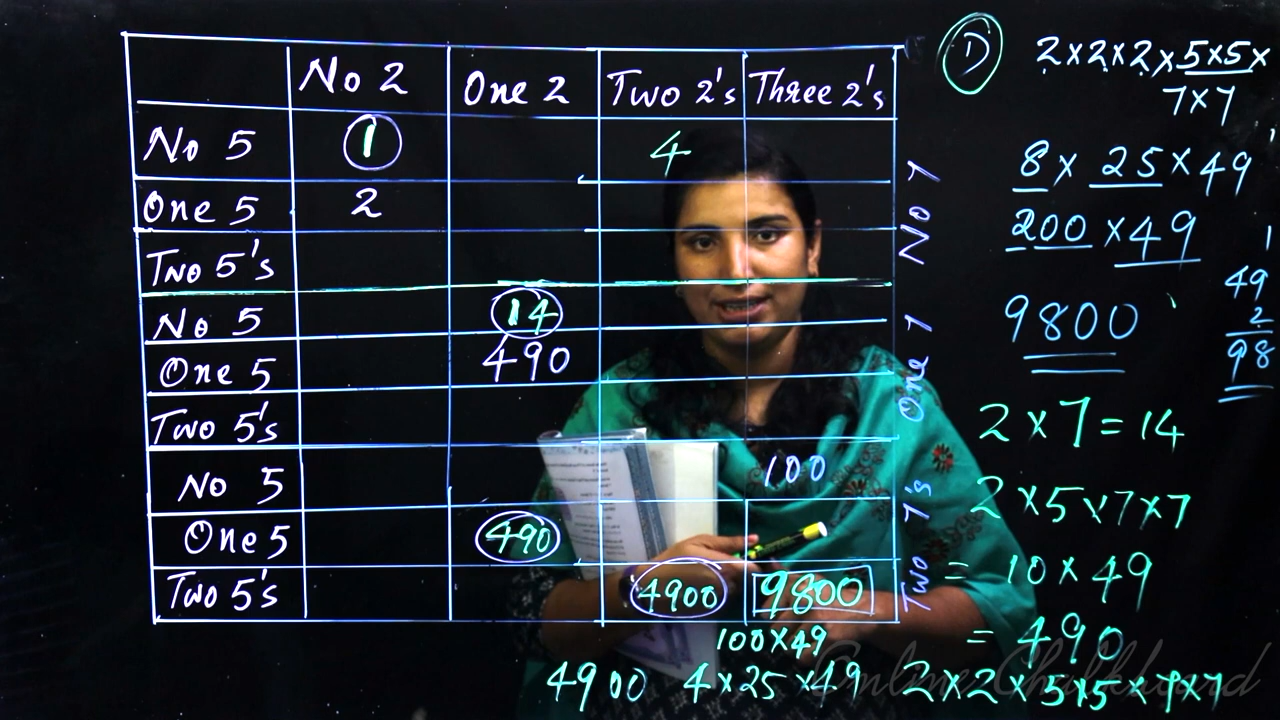 No 2 One 2 Two 2's Three 2's
No 5 1 4
One 5 2
Two 5's
No 5 14
One 5 490
Two 5's
No 5 100
One 5 490
Two 5's 4900 9800
No 7
One 7
Two 7's
100×49
4900 4×25×49 2×2×5×5×7×7
1) 2×2×2×5×5×
7×7
8×25×49
200×49
9800
1
49
2
98
2×7=14
2×5×7×7
= 10×49
= 490
Online Chalkboard